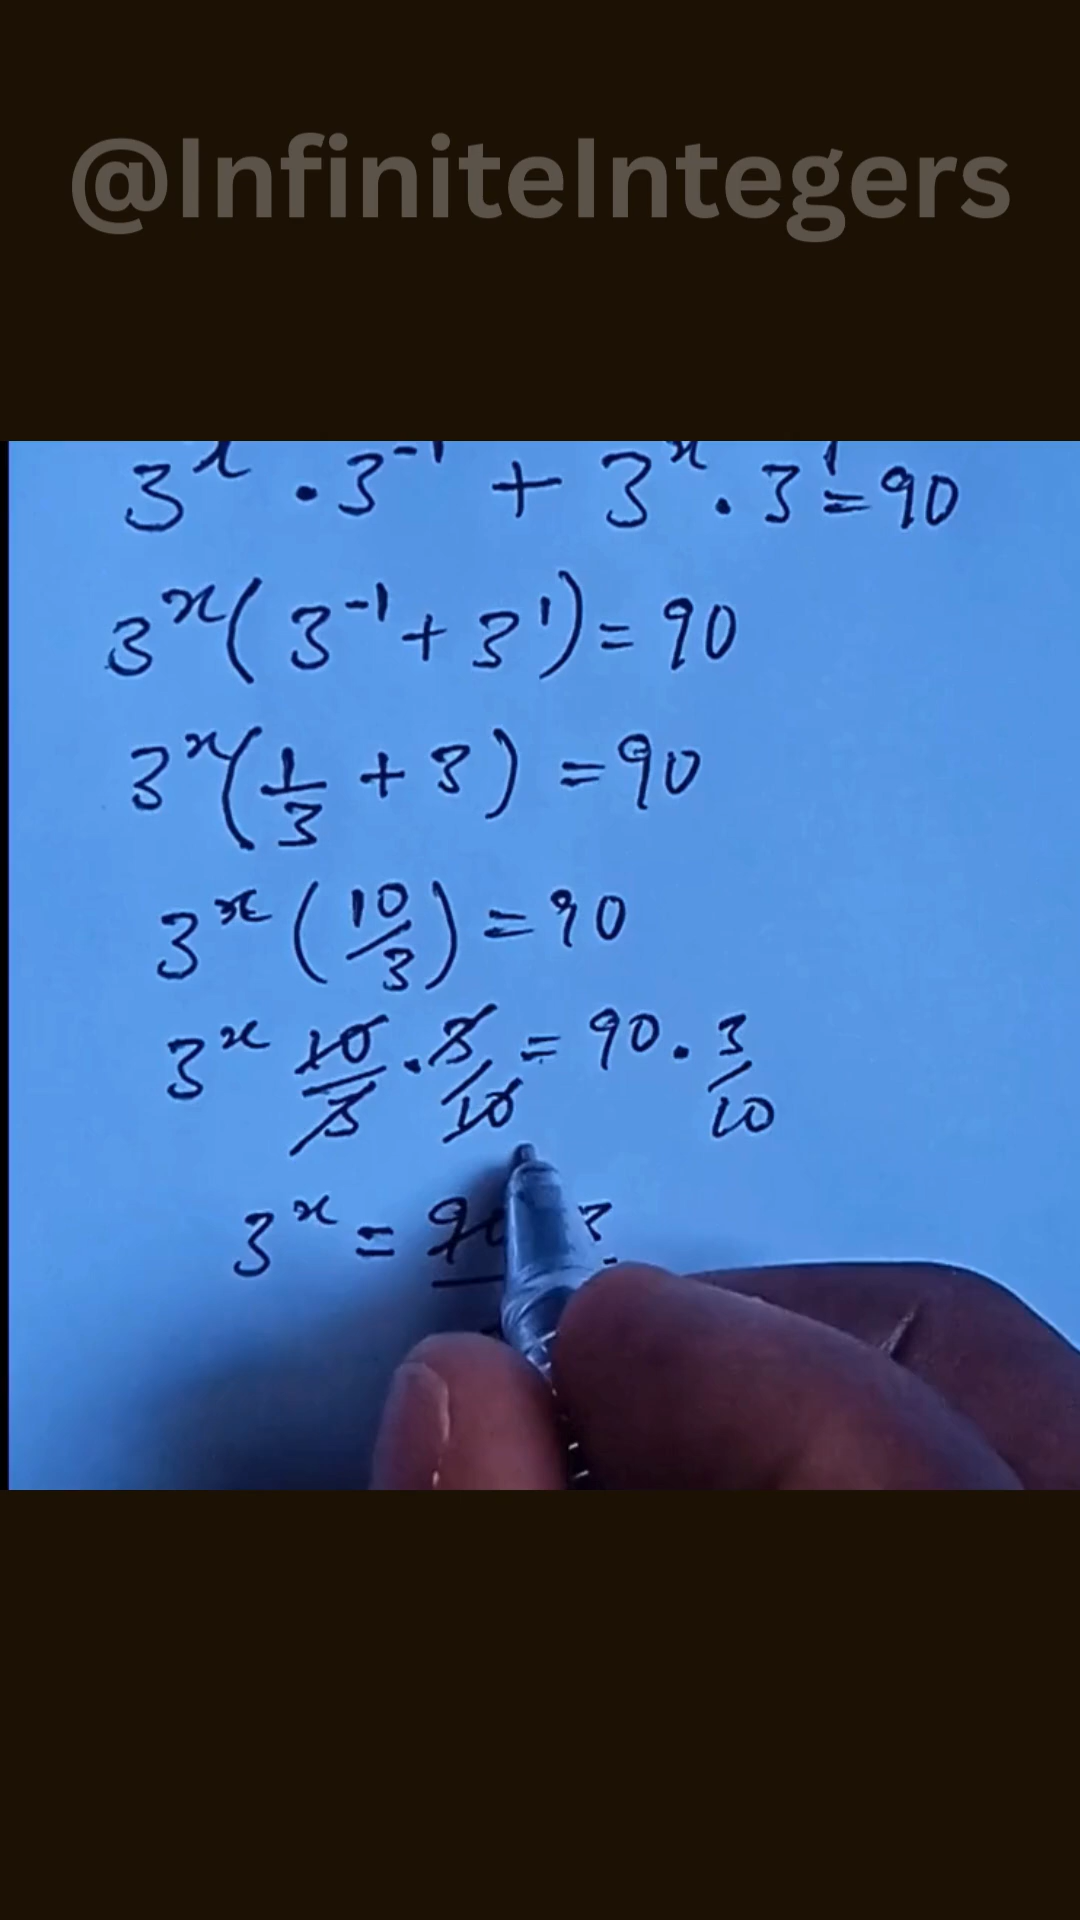 @InfiniteIntegers
3^x · 3^-1 + 3^x · 3^1 = 90
3^x ( 3^-1 + 3^1 ) = 90
3^x ( 1/3 + 3 ) = 90
3^x ( 10/3 ) = 90
3^x 10/3 · 3/10 = 90 · 3/10
3^x =